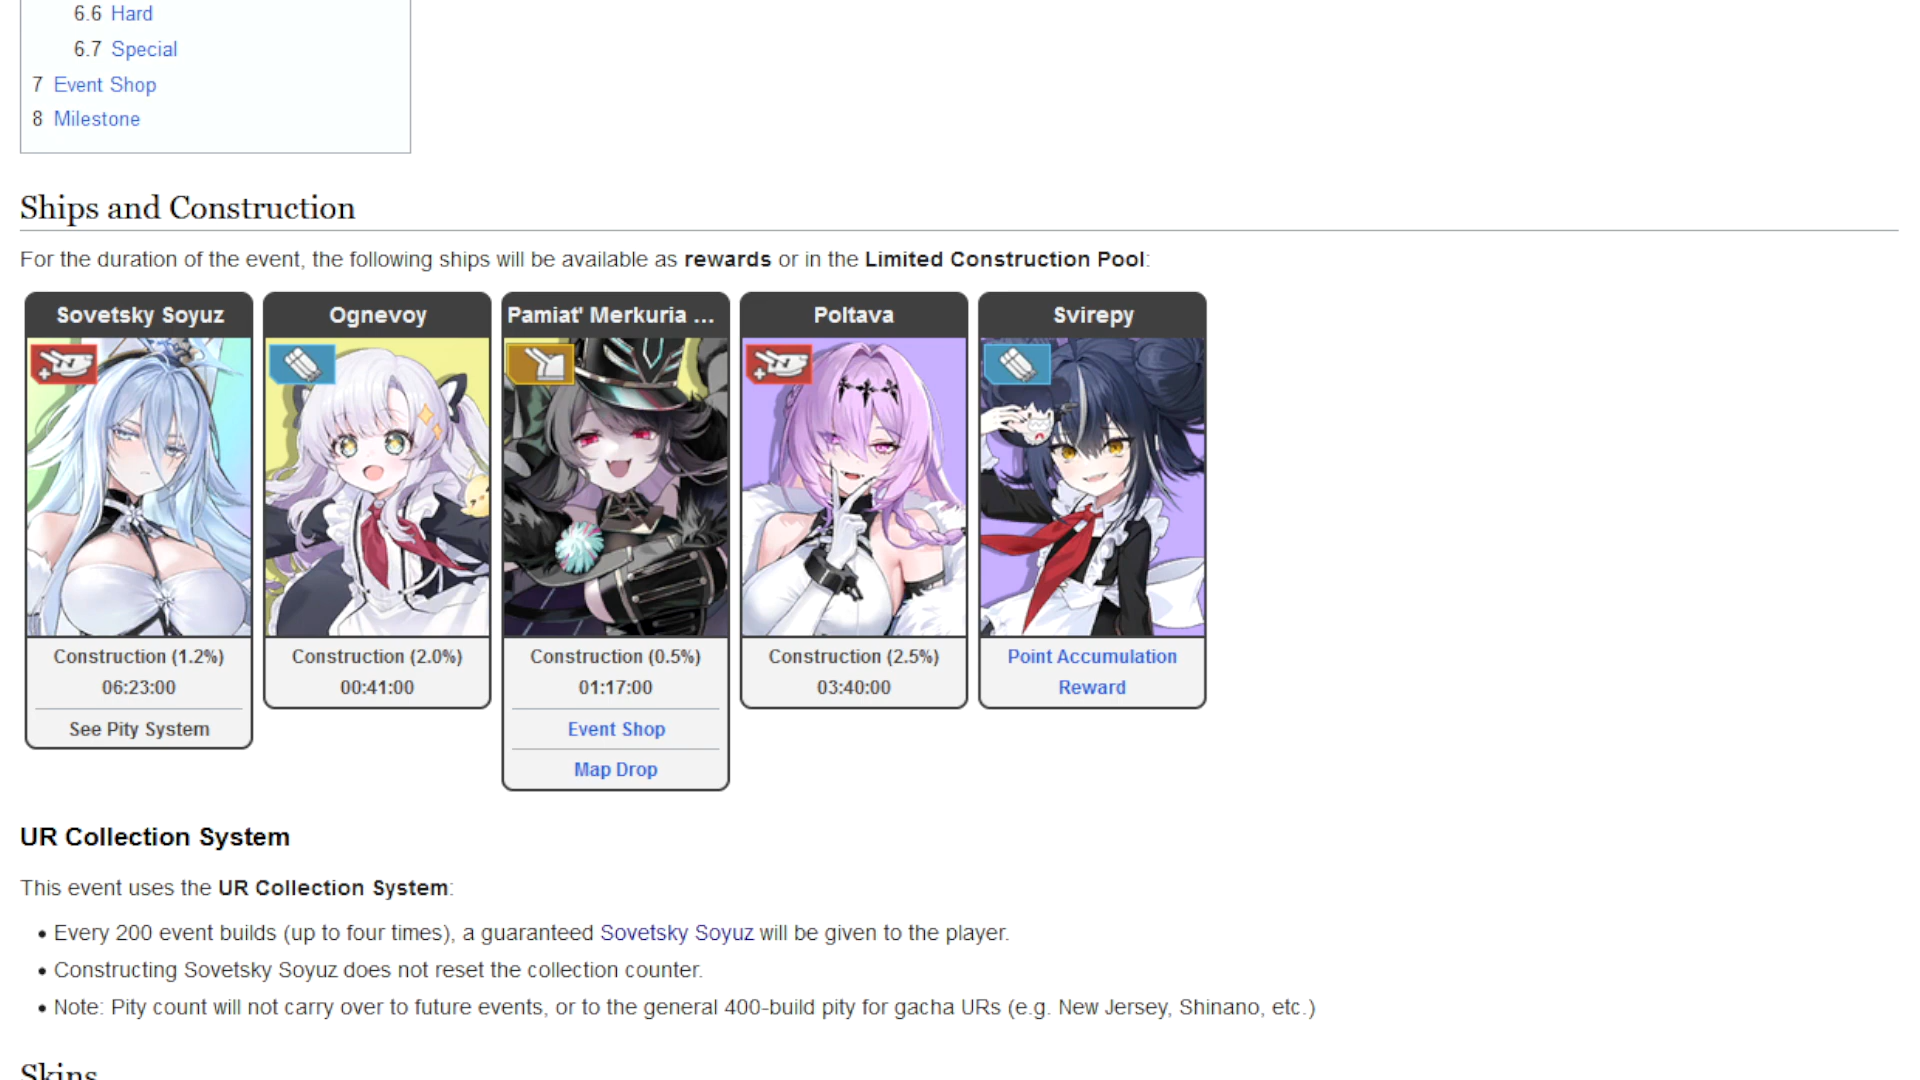 6.6 Hard
6.7 Special
7 Event Shop
8 Milestone
Ships and Construction
For the duration of the event, the following ships will be available as rewards or in the Limited Construction Pool:
Sovetsky Soyuz
Construction (1.2%)
06:23:00
See Pity System
Ognevoy
Construction (2.0%)
00:41:00
Pamiat' Merkuria ...
Construction (0.5%)
01:17:00
Event Shop
Map Drop
Poltava
Construction (2.5%)
03:40:00
Svirepy
Point Accumulation
Reward
UR Collection System
This event uses the UR Collection System:
• Every 200 event builds (up to four times), a guaranteed Sovetsky Soyuz will be given to the player.
• Constructing Sovetsky Soyuz does not reset the collection counter.
• Note: Pity count will not carry over to future events, or to the general 400-build pity for gacha URs (e.g. New Jersey, Shinano, etc.)
Skins